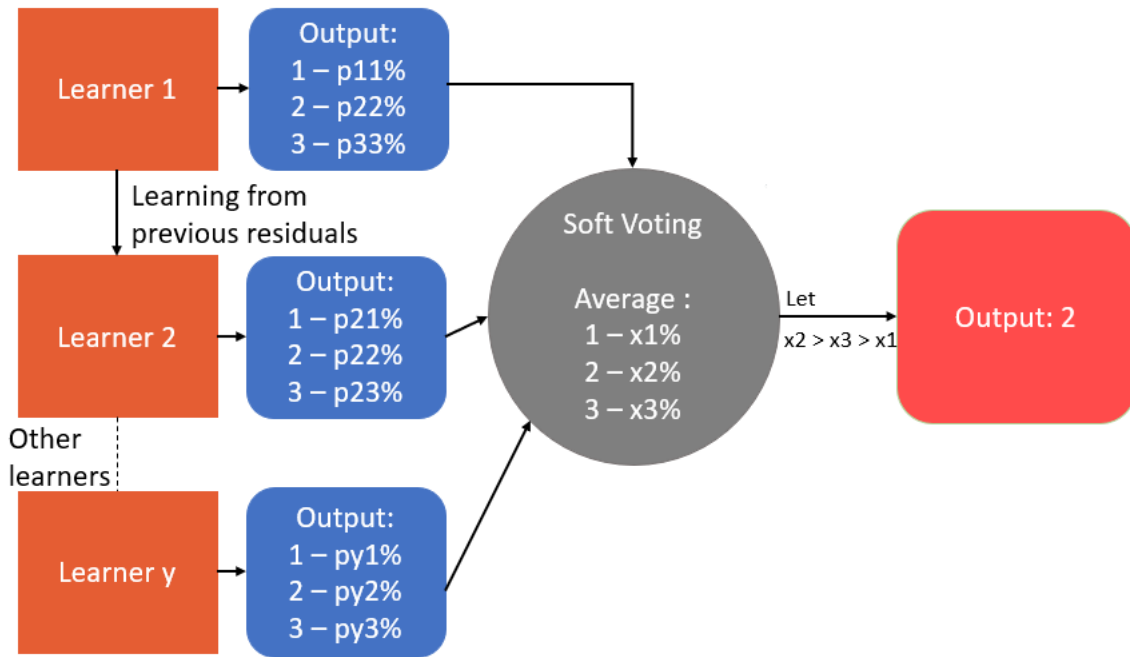 Learner 1
Output:
1 – p11%
2 – p22%
3 – p33%
Learning from
previous residuals
Learner 2
Output:
1 – p21%
2 – p22%
3 – p23%
Other
learners
Learner y
Output:
1 – py1%
2 – py2%
3 – py3%
Soft Voting
Average :
1 – x1%
2 – x2%
3 – x3%
Let
x2 > x3 > x1
Output: 2